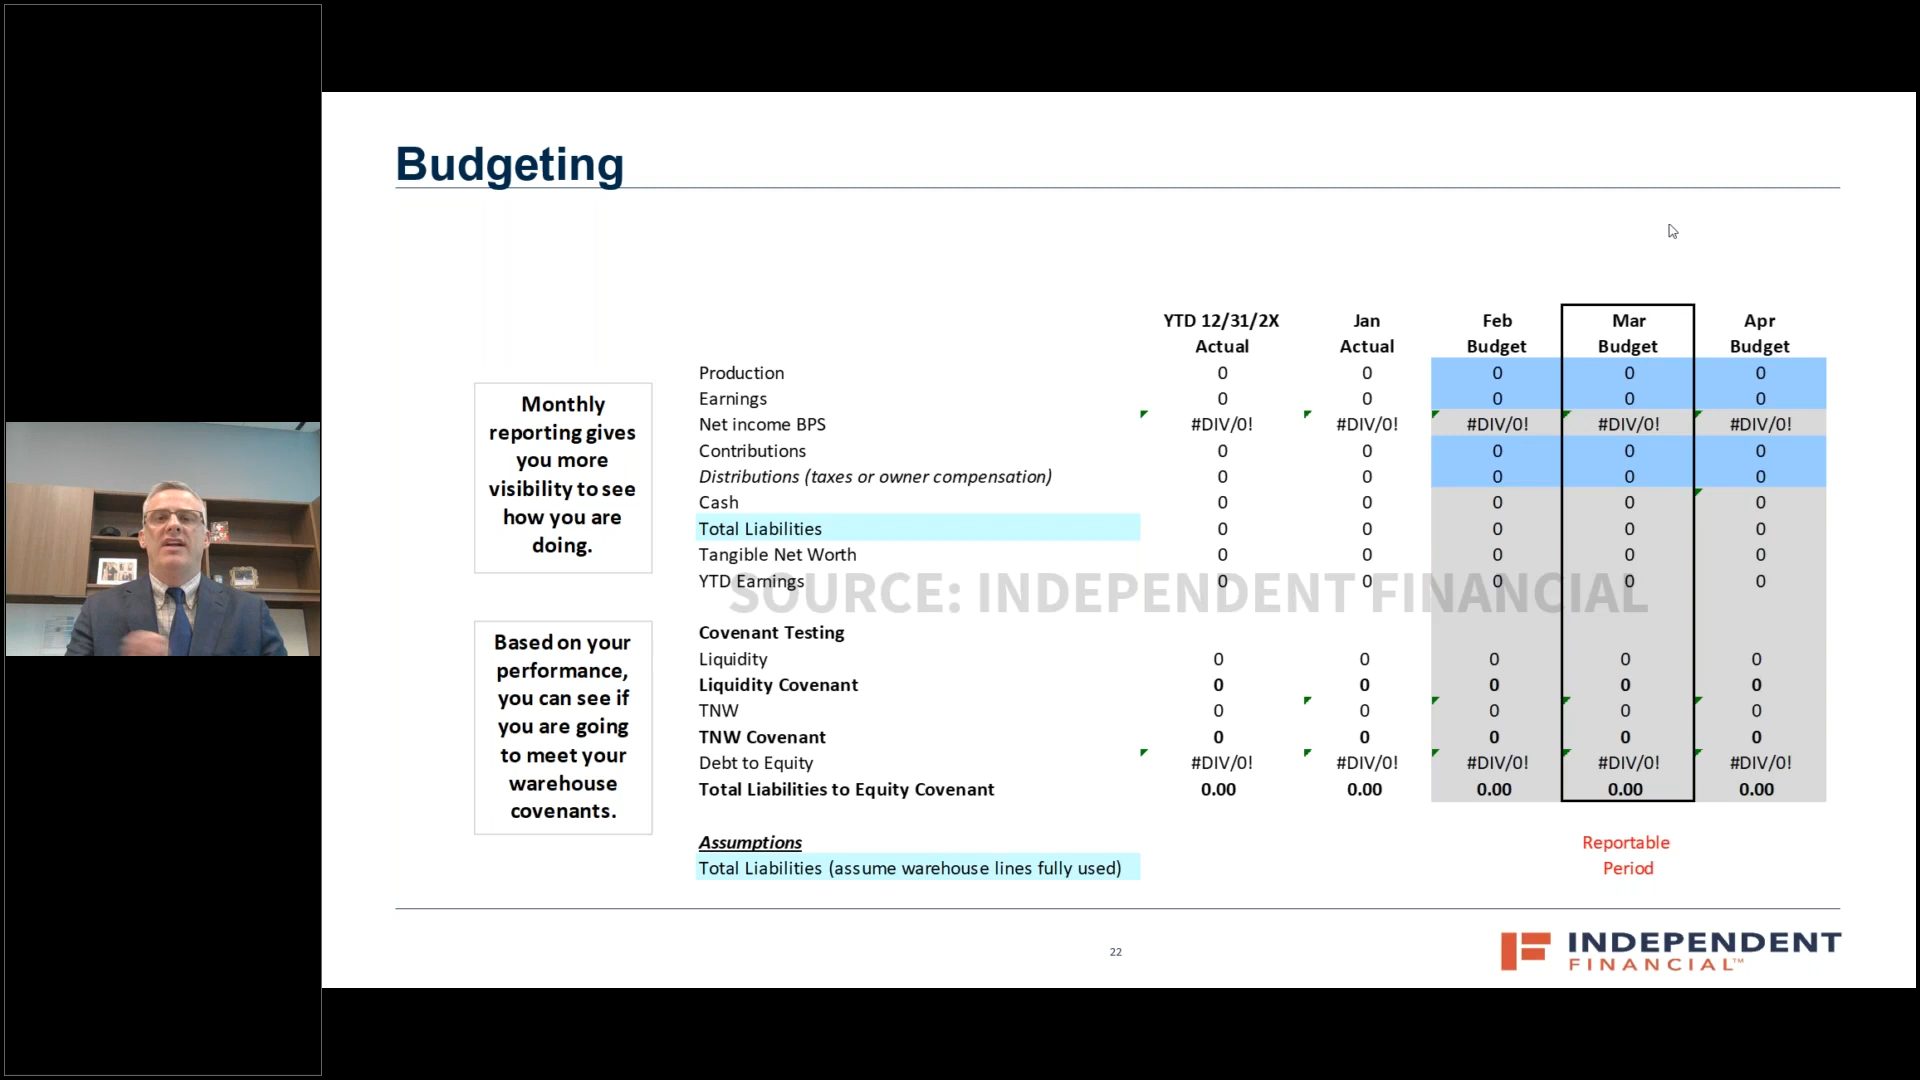 Budgeting
Monthly
reporting gives
you more
visibility to see
how you are
doing.
Based on your
performance,
you can see if
you are going
to meet your
warehouse
covenants.
YTD 12/31/2X Jan Feb Mar Apr
Actual Actual Budget Budget Budget
Production 0 0 0 0 0
Earnings 0 0 0 0 0
Net income BPS #DIV/0! #DIV/0! #DIV/0! #DIV/0! #DIV/0!
Contributions 0 0 0 0 0
Distributions (taxes or owner compensation) 0 0 0 0 0
Cash 0 0 0 0 0
Total Liabilities 0 0 0 0 0
Tangible Net Worth 0 0 0 0 0
YTD Earnings 0 0 0 0 0
SOURCE: INDEPENDENT FINANCIAL
Covenant Testing
Liquidity 0 0 0 0 0
Liquidity Covenant 0 0 0 0 0
TNW 0 0 0 0 0
TNW Covenant 0 0 0 0 0
Debt to Equity #DIV/0! #DIV/0! #DIV/0! #DIV/0! #DIV/0!
Total Liabilities to Equity Covenant 0.00 0.00 0.00 0.00 0.00
Assumptions
Total Liabilities (assume warehouse lines fully used)
Reportable
Period
22
INDEPENDENT
FINANCIAL™